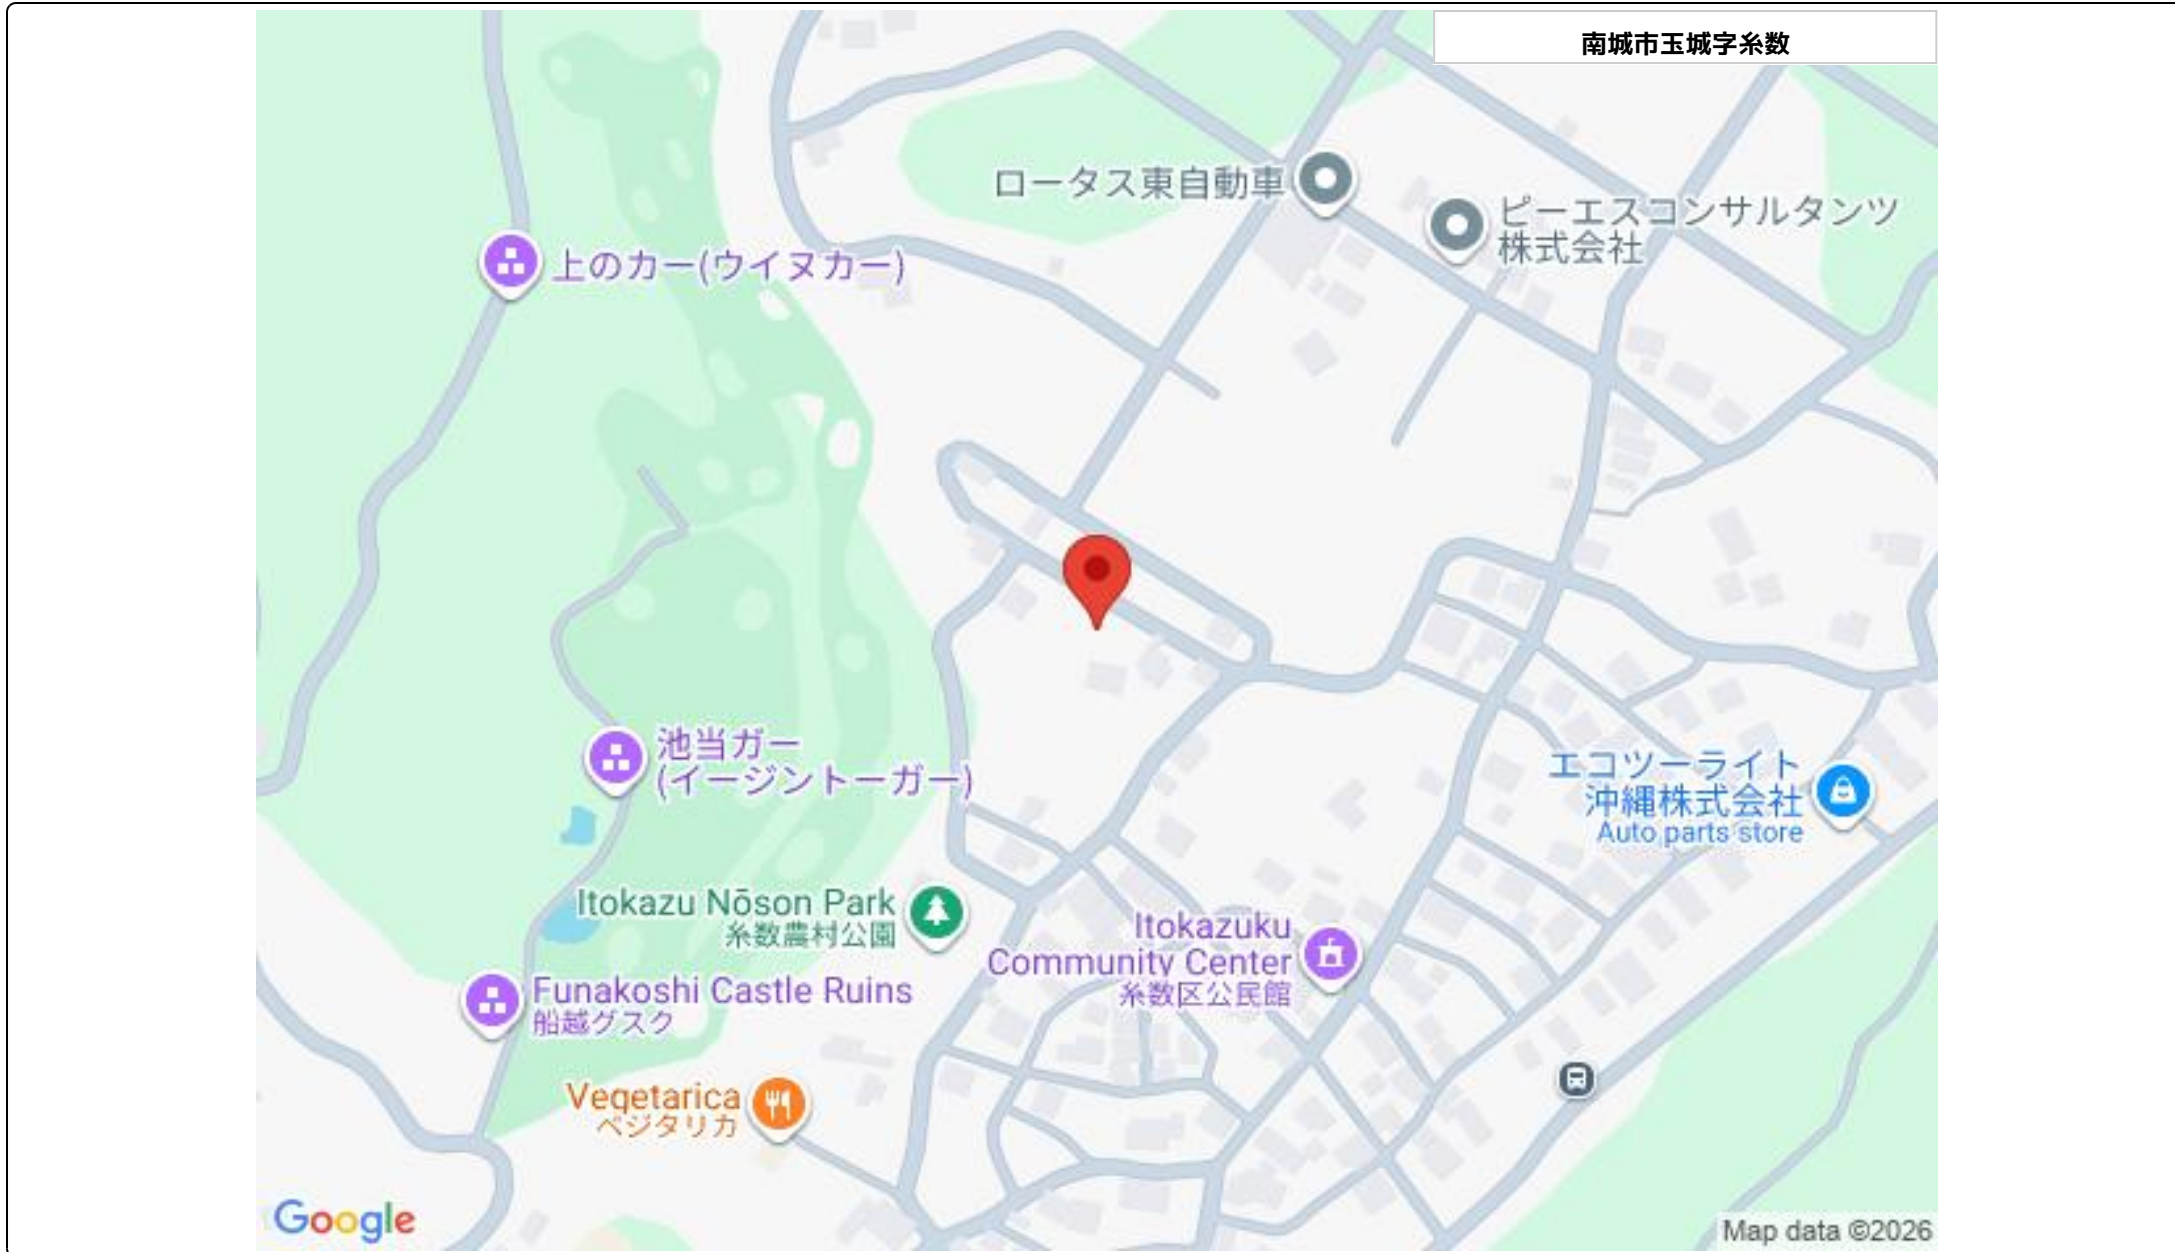 南城市玉城字糸数
ロータス東自動車
ピーエスコンサルタンツ
株式会社
上のカー(ウイヌカー)
池当ガー
(イージントーガー)
エコツーライト
沖縄株式会社
Auto parts store
Itokazu Nōson Park
糸数農村公園
Itokazuku
Community Center
糸数区公民館
Funakoshi Castle Ruins
船越グスク
Vegetarica
ベジタリカ
Google
Map data ©2026